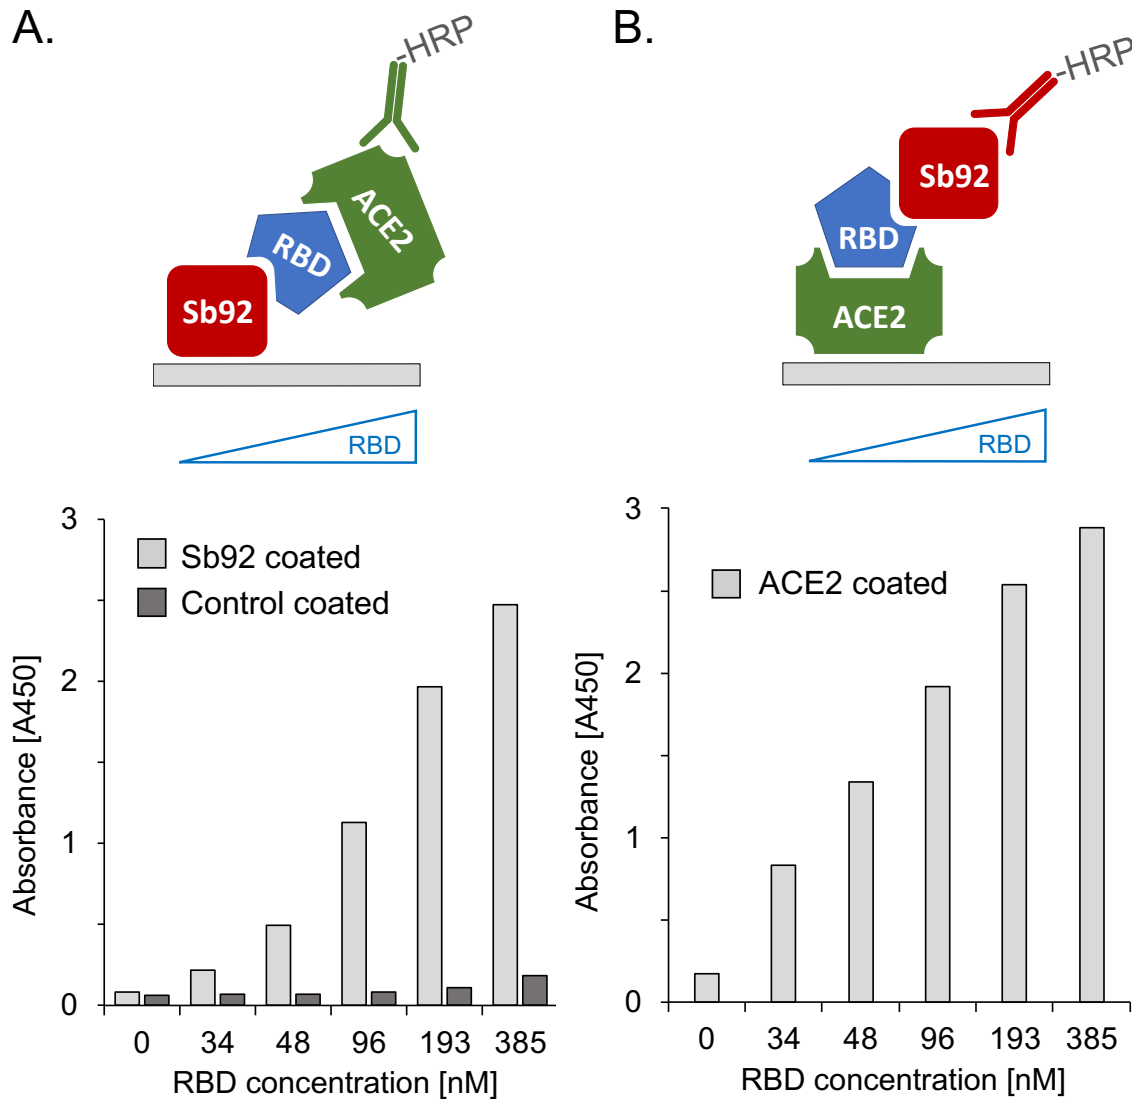 A.
-HRP
ACE2
RBD
Sb92
RBD
3
2
1
0
Absorbance [A450]
Sb92 coated
Control coated
0 34 48 96 193 385
RBD concentration [nM]
B.
-HRP
Sb92
RBD
ACE2
RBD
3
2
1
0
Absorbance [A450]
ACE2 coated
0 34 48 96 193 385
RBD concentration [nM]